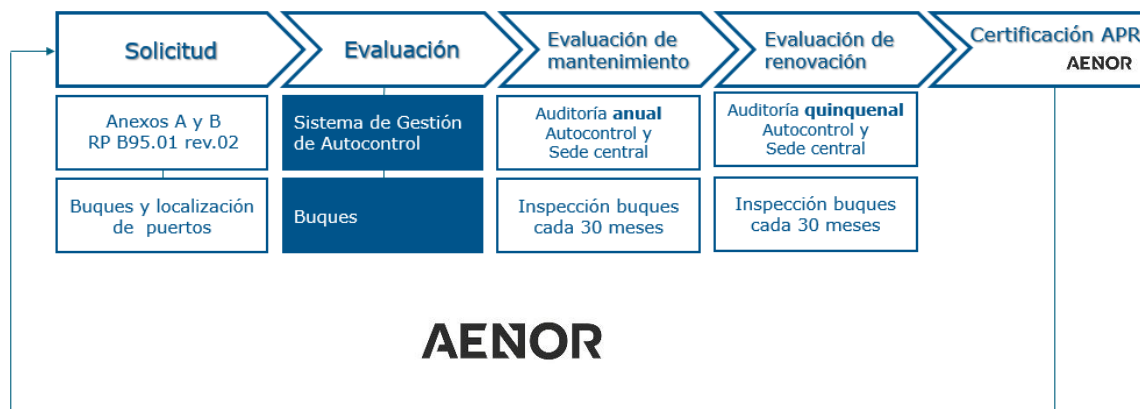 Solicitud
Evaluación
Evaluación de
mantenimiento
Evaluación de
renovación
Certificación APR
AENOR
Anexos A y B
RP B95.01 rev.02
Sistema de Gestión
de Autocontrol
Auditoría anual
Autocontrol y
Sede central
Auditoría quinquenal
Autocontrol y
Sede central
Buques y localización
de puertos
Buques
Inspección buques
cada 30 meses
Inspección buques
cada 30 meses
AENOR